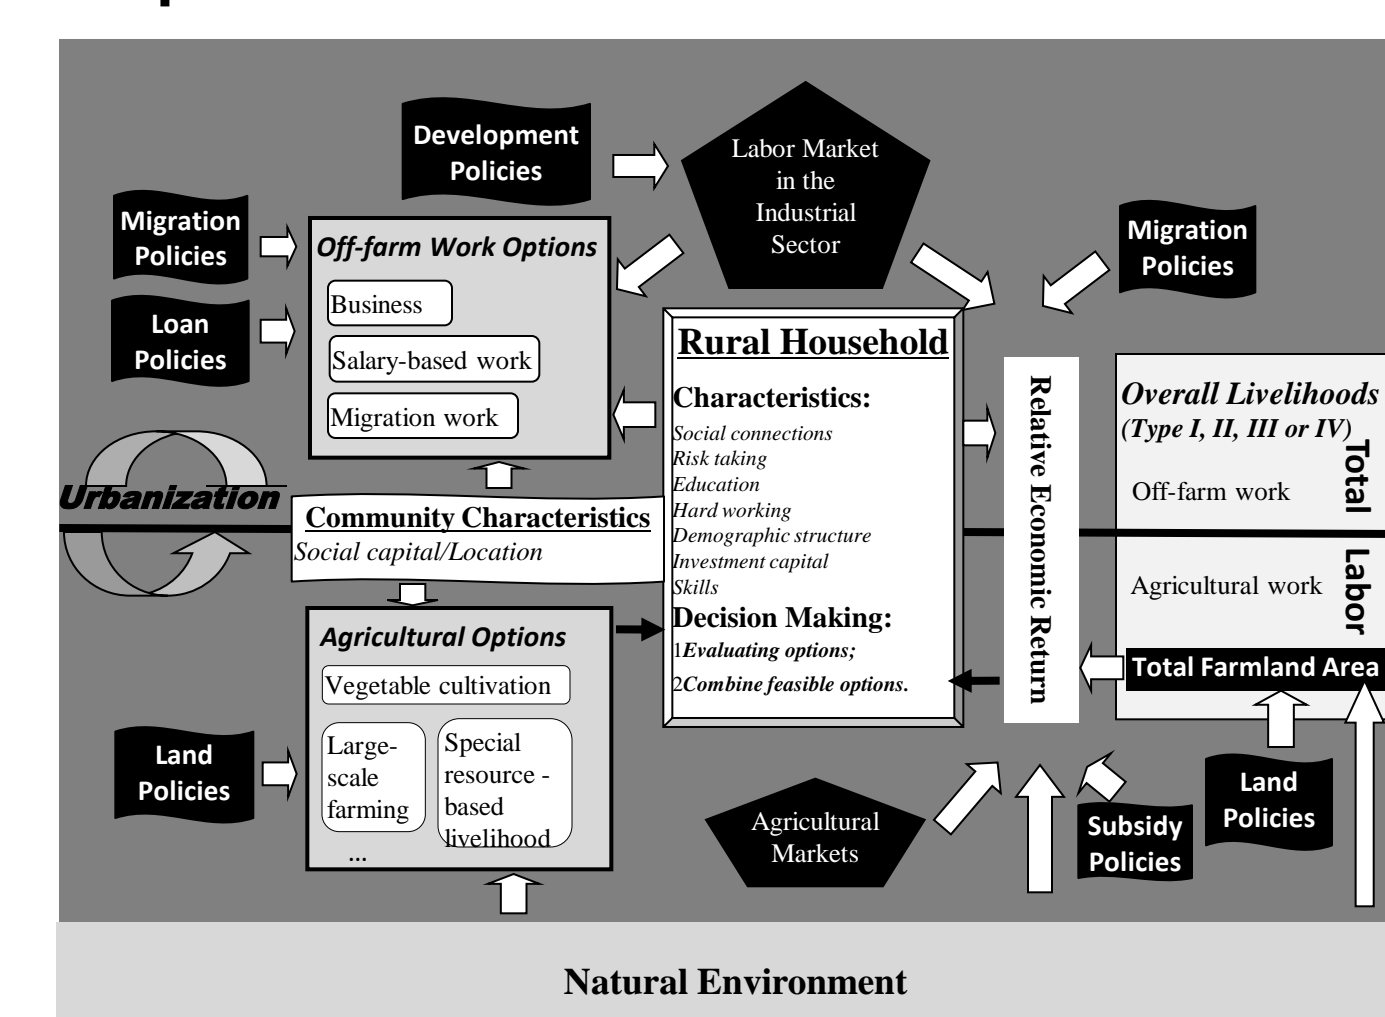 Development
Policies
Labor Market
in the
Industrial
Sector
Migration
Policies
Loan
Policies
Off-farm Work Options
Business
Salary-based work
Migration work
Migration
Policies
Urbanization
Community Characteristics
Social capital/Location
Rural Household
Characteristics:
Social connections
Risk taking
Education
Hard working
Demographic structure
Investment capital
Skills
Decision Making:
1Evaluating options;
2Combine feasible options.
Relative Economic Return
Overall Livelihoods
(Type I, II, III or IV)
Off-farm work
Agricultural work
Total Labor
Total Farmland Area
Agricultural Options
Vegetable cultivation
Large-
scale
farming
Special
resource -
based
livelihood
...
Land
Policies
Agricultural
Markets
Subsidy
Policies
Land
Policies
Natural Environment